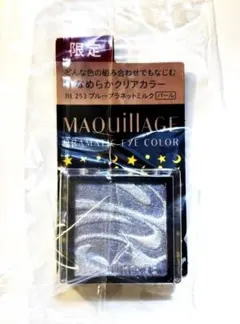 限定
どんな色の組み合わせでもなじむ
なめらかクリアカラー
BL 253 ブループラネットミルク パール
MAQuillAGE
DRAMATIC EYE COLOR